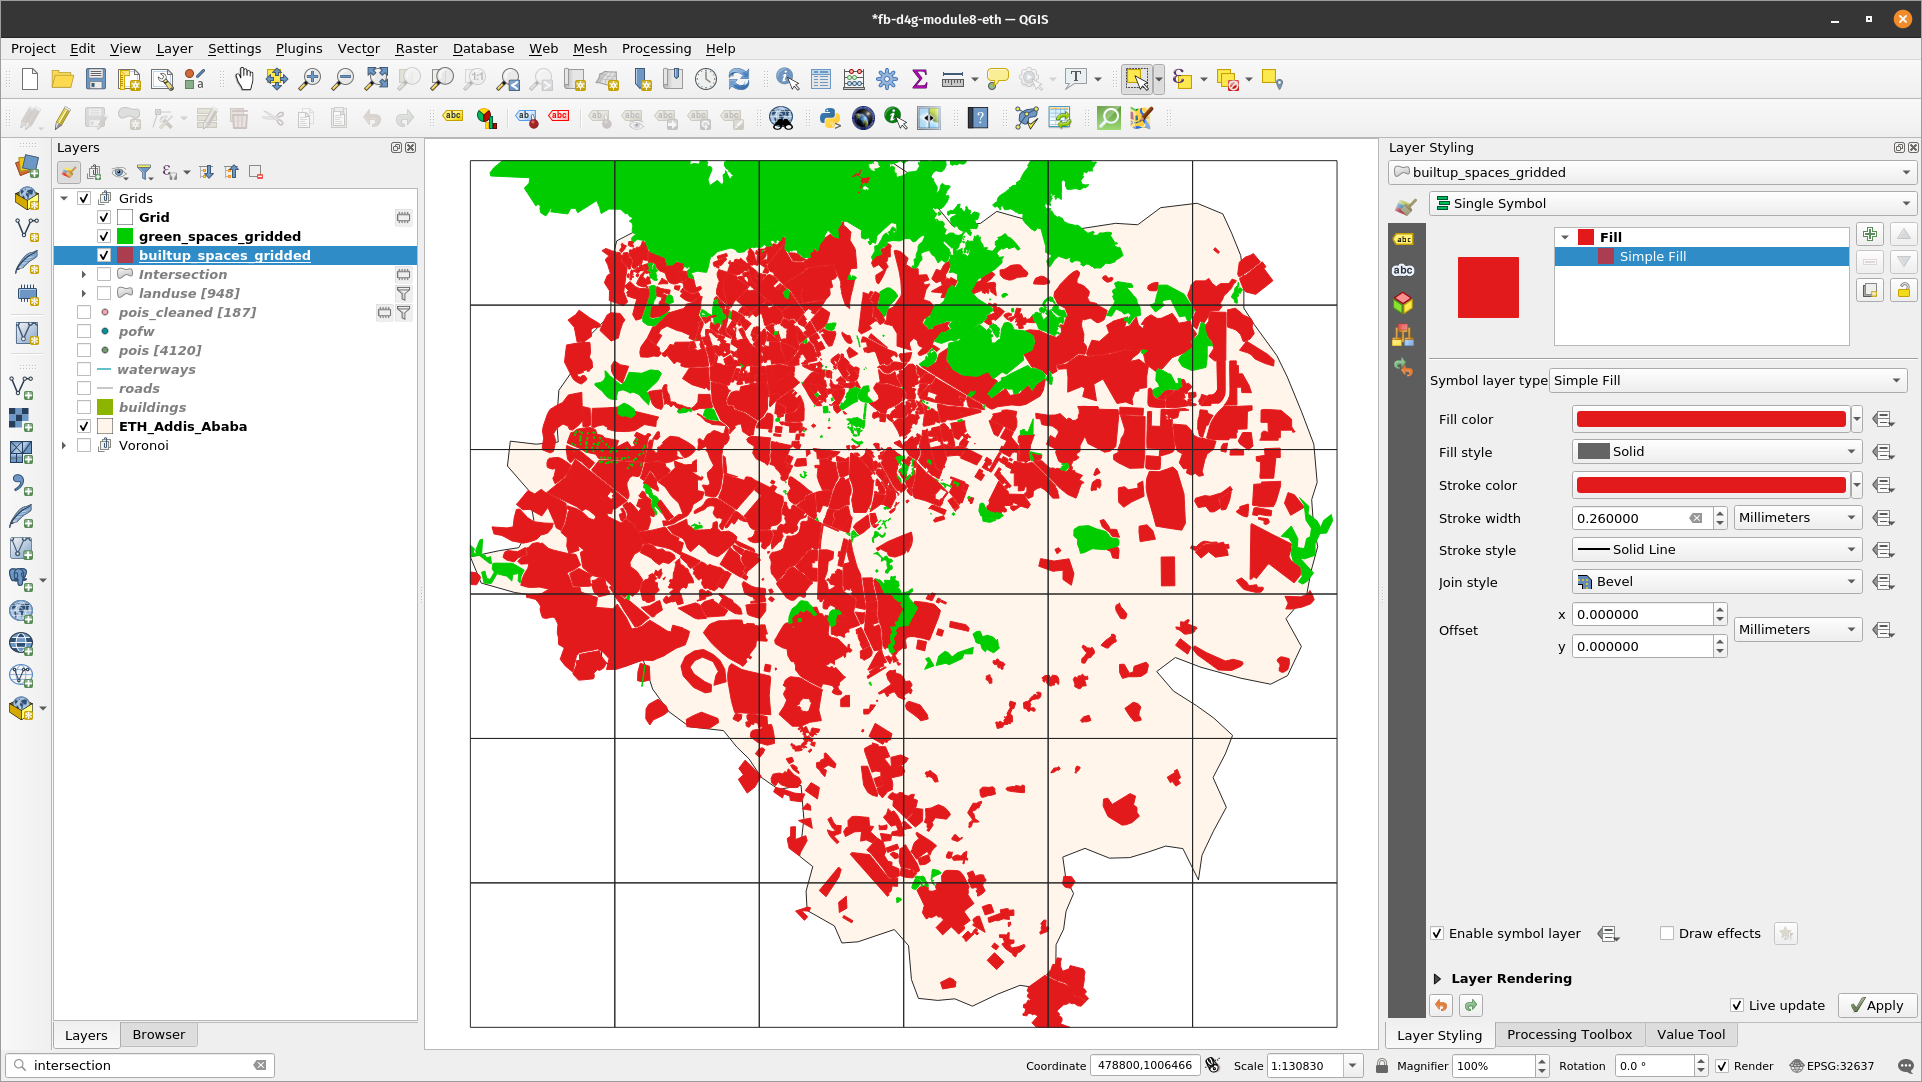 *fb-d4g-module8-eth — QGIS
Project Edit View Layer Settings Plugins Vector Raster Database Web Mesh Processing Help
Layers
Grids
Grid
green_spaces_gridded
builtup_spaces_gridded
Intersection
landuse [948]
pois_cleaned [187]
pofw
pois [4120]
waterways
roads
buildings
ETH_Addis_Ababa
Voronoi
Layers Browser
Layer Styling
builtup_spaces_gridded
Single Symbol
Fill
Simple Fill
Symbol layer type Simple Fill
Fill color
Fill style Solid
Stroke color
Stroke width 0.260000 Millimeters
Stroke style Solid Line
Join style Bevel
Offset x 0.000000 Millimeters
y 0.000000
Enable symbol layer Draw effects
Layer Rendering
Live update Apply
Layer Styling Processing Toolbox Value Tool
intersection Coordinate 478800,1006466 Scale 1:130830 Magnifier 100% Rotation 0.0 ° Render EPSG:32637